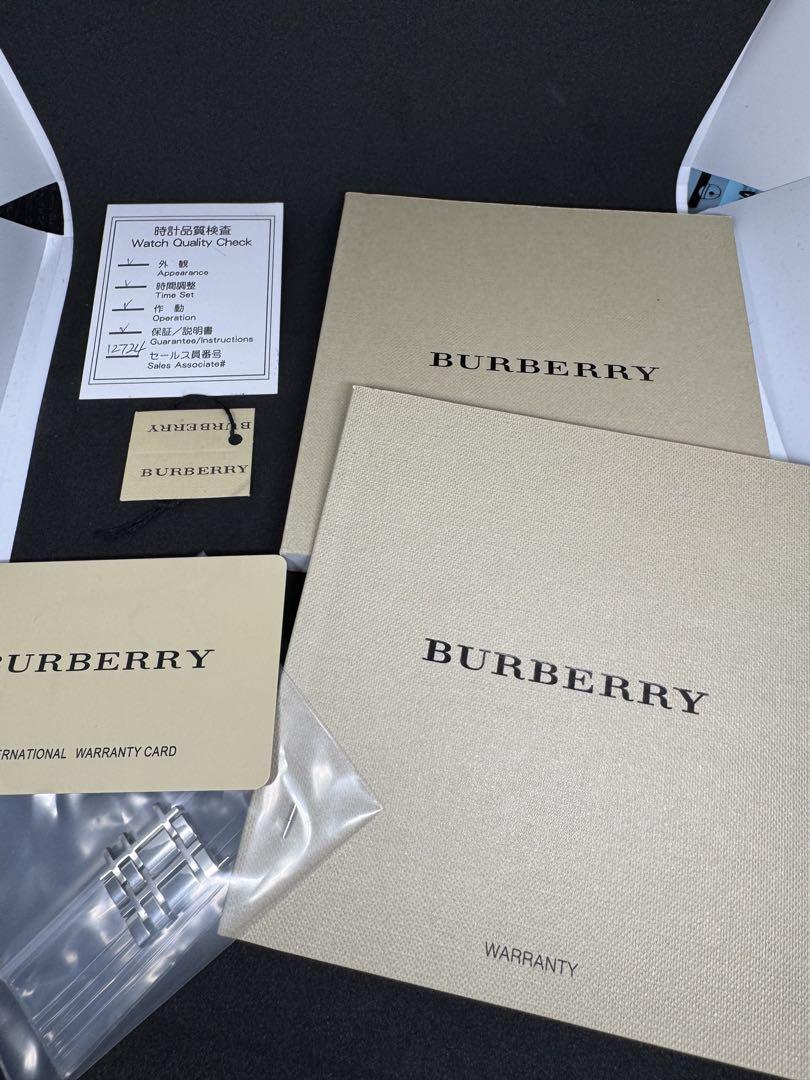 時計品質検査
Watch Quality Check
✓ 外観
Appearance
✓ 時間調整
Time Set
✓ 作動
Operation
✓ 保証/説明書
Guarantee/Instructions
12724 セールス員番号
Sales Associate#
BURBERRY
BURBERRY
BURBERRY
BURBERRY
WARRANTY
URBERRY
RNATIONAL WARRANTY CARD